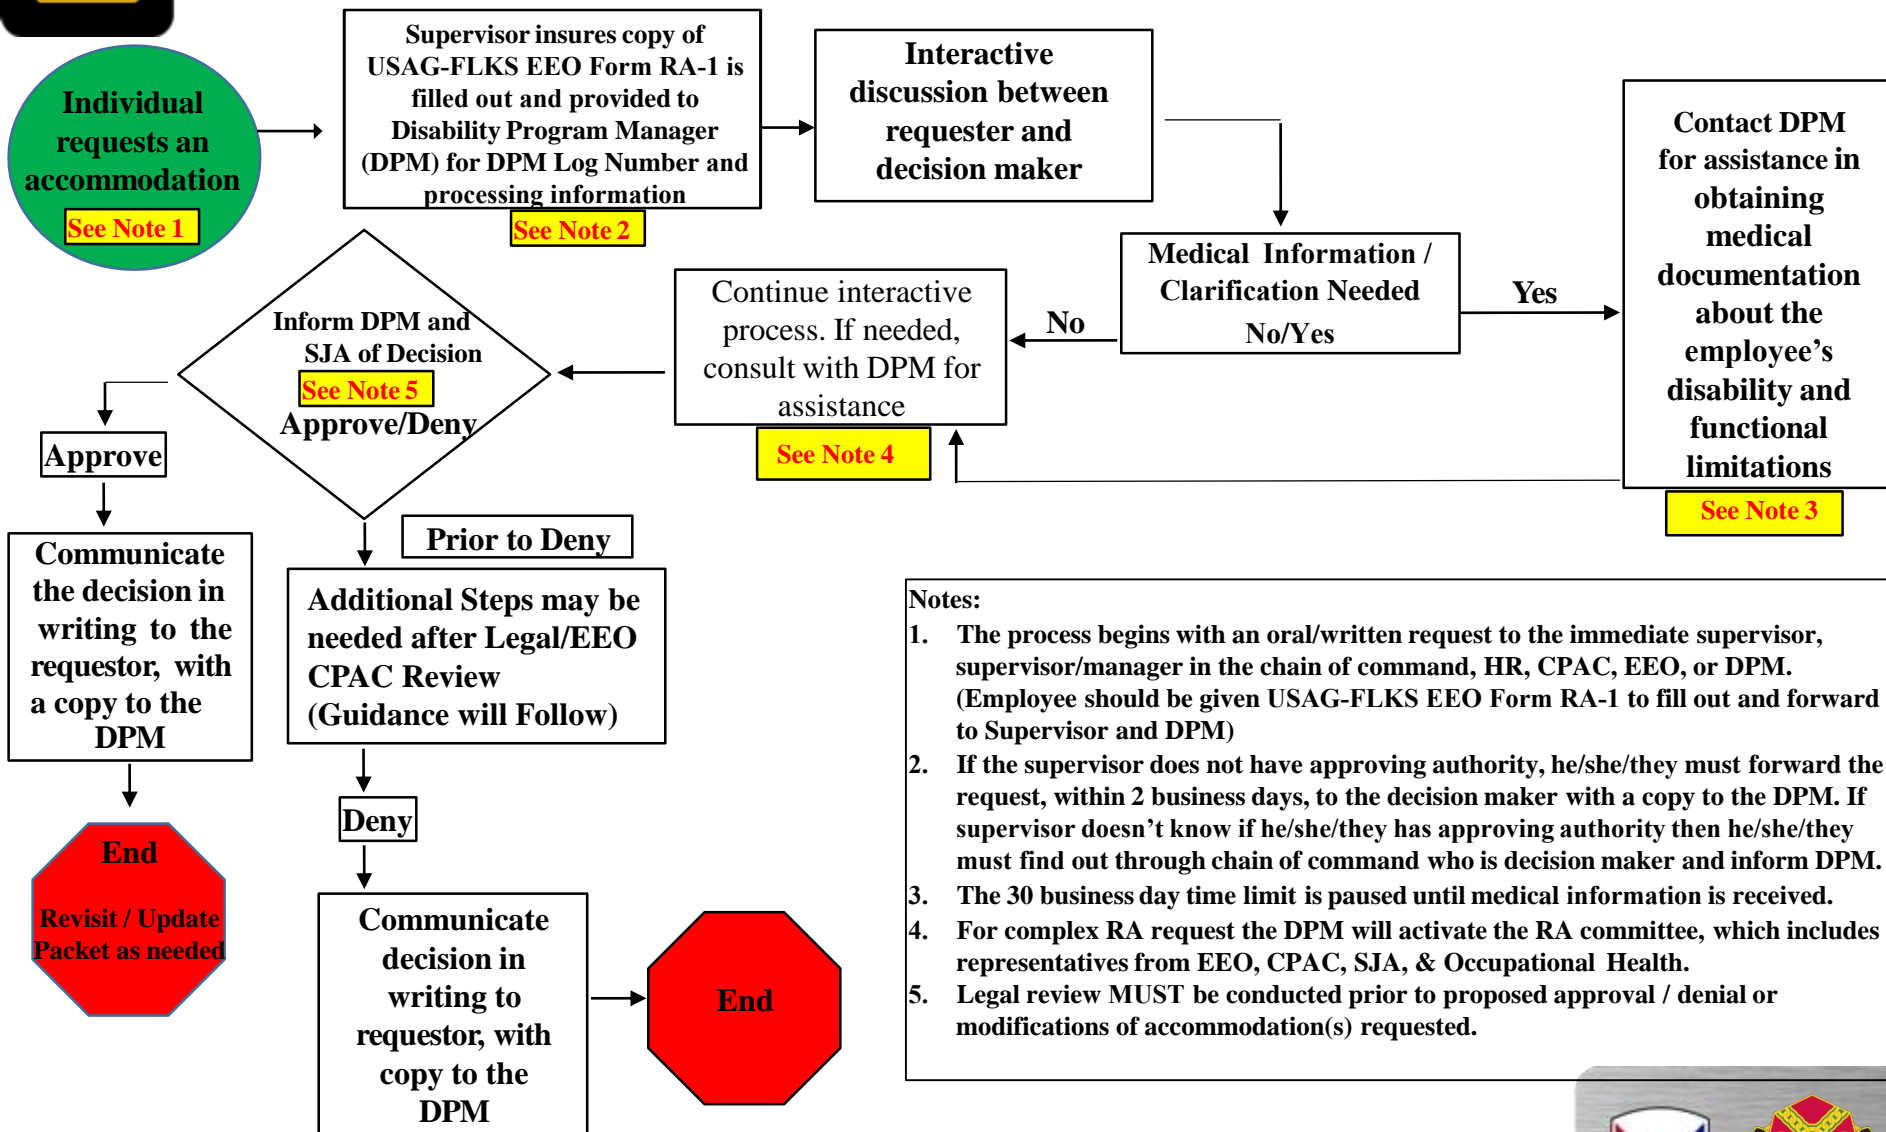 Individual
requests an
accommodation
See Note 1
Supervisor insures copy of
USAG-FLKS EEO Form RA-1 is
filled out and provided to
Disability Program Manager
(DPM) for DPM Log Number and
processing information
See Note 2
Interactive
discussion between
requester and
decision maker
Medical Information /
Clarification Needed
No/Yes
Yes
Contact DPM
for assistance in
obtaining
medical
documentation
about the
employee’s
disability and
functional
limitations
See Note 3
No
Continue interactive
process. If needed,
consult with DPM for
assistance
See Note 4
Inform DPM and
SJA of Decision
See Note 5
Approve/Deny
Approve
Communicate
the decision in
writing to the
requestor, with
a copy to the
DPM
End
Revisit / Update
Packet as needed
Prior to Deny
Additional Steps may be
needed after Legal/EEO
CPAC Review
(Guidance will Follow)
Deny
Communicate
decision in
writing to
requestor, with
copy to the
DPM
End
Notes:
1. The process begins with an oral/written request to the immediate supervisor,
supervisor/manager in the chain of command, HR, CPAC, EEO, or DPM.
(Employee should be given USAG-FLKS EEO Form RA-1 to fill out and forward
to Supervisor and DPM)
2. If the supervisor does not have approving authority, he/she/they must forward the
request, within 2 business days, to the decision maker with a copy to the DPM. If
supervisor doesn’t know if he/she/they has approving authority then he/she/they
must find out through chain of command who is decision maker and inform DPM.
3. The 30 business day time limit is paused until medical information is received.
4. For complex RA request the DPM will activate the RA committee, which includes
representatives from EEO, CPAC, SJA, & Occupational Health.
5. Legal review MUST be conducted prior to proposed approval / denial or
modifications of accommodation(s) requested.